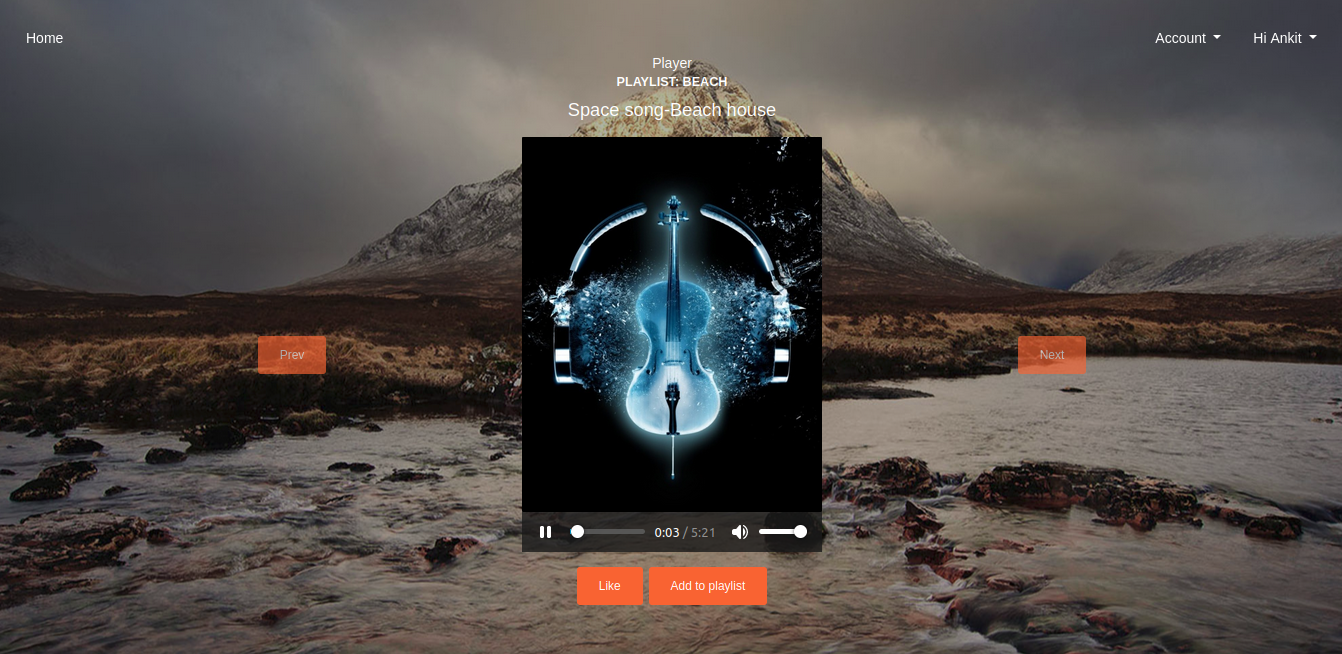 Home
Account
Hi Ankit
Player
PLAYLIST: BEACH
Space song-Beach house
Prev
Next
0:03 / 5:21
Like
Add to playlist